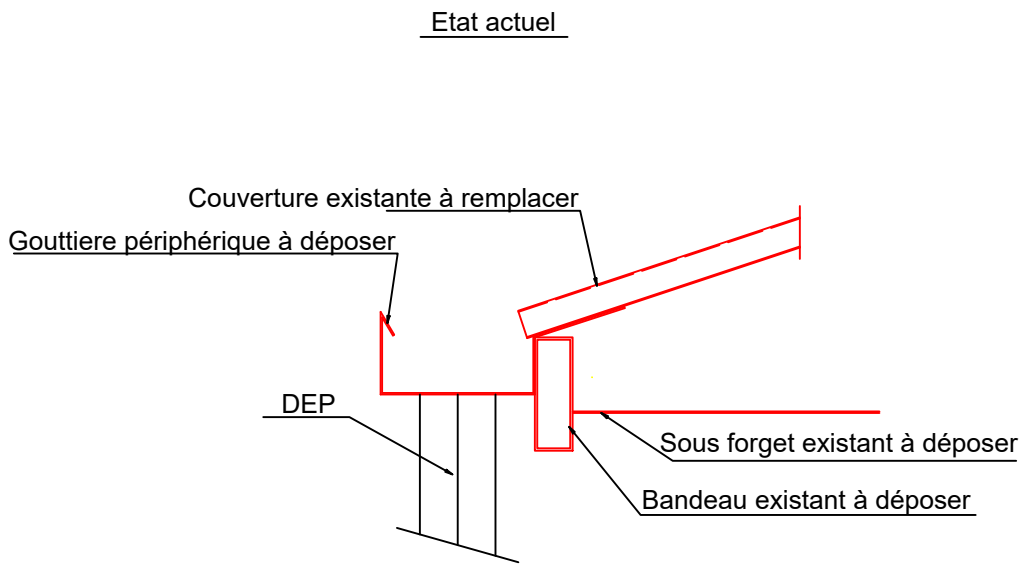 Etat actuel
Couverture existante à remplacer
Gouttiere périphérique à déposer
DEP
Sous forget existant à déposer
Bandeau existant à déposer